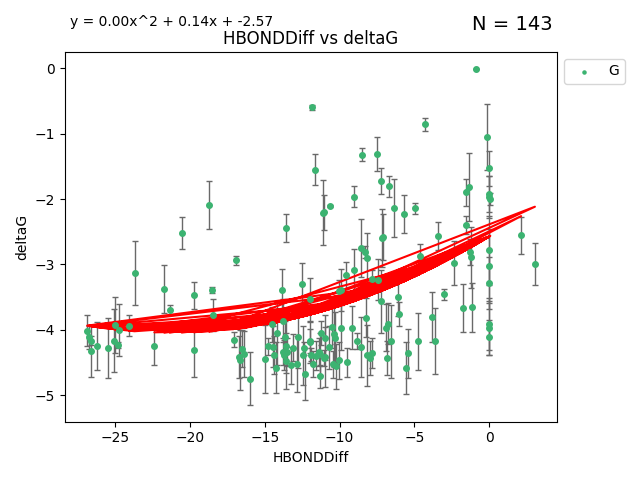 y = 0.00x^2 + 0.14x + -2.57
N = 143
HBONDDiff vs deltaG
G
deltaG
0
−1
−2
−3
−4
−5
−25
−20
−15
−10
−5
0
HBONDDiff